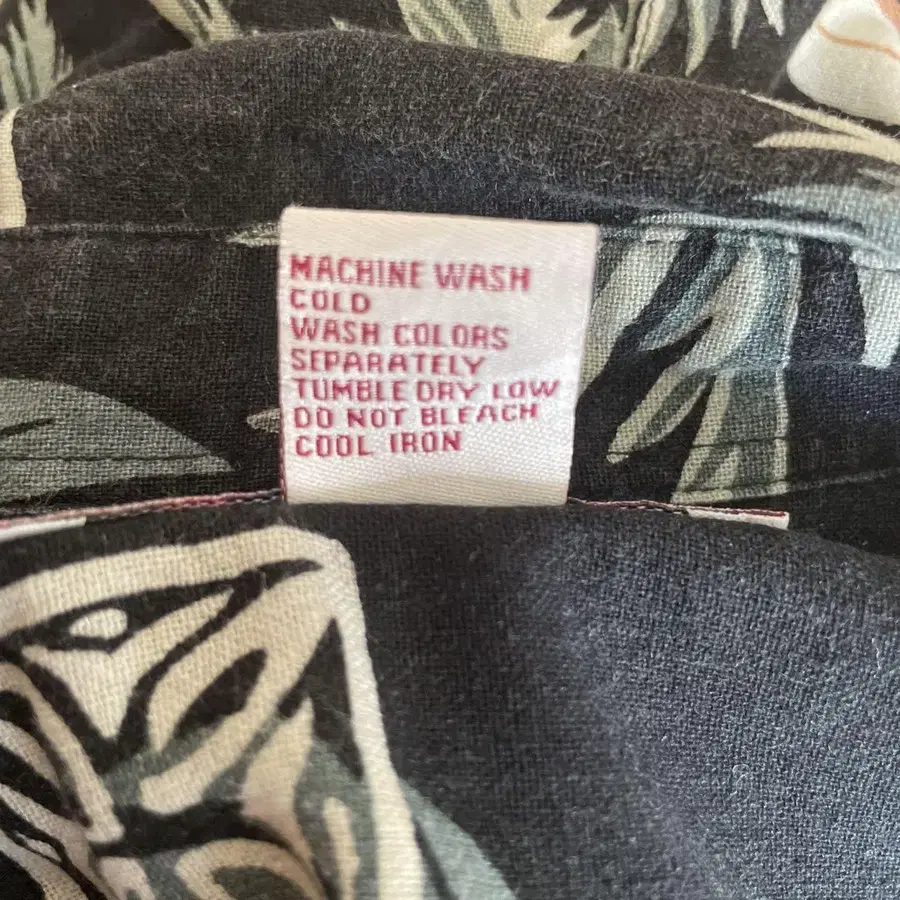 MACHINE WASH
COLD
WASH COLORS
SEPARATELY
TUMBLE DRY LOW
DO NOT BLEACH
COOL IRON